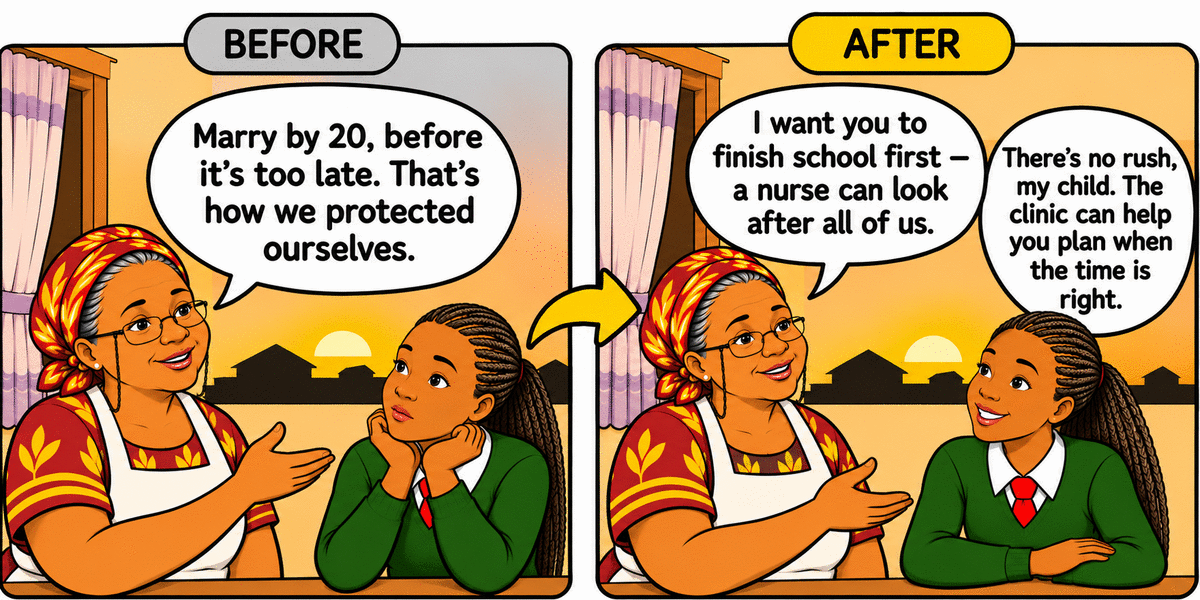 BEFORE
Marry by 20, before
it's too late. That's
how we protected
ourselves.
AFTER
I want you to
finish school first –
a nurse can look
after all of us.
There's no rush,
my child. The
clinic can help
you plan when
the time is
right.